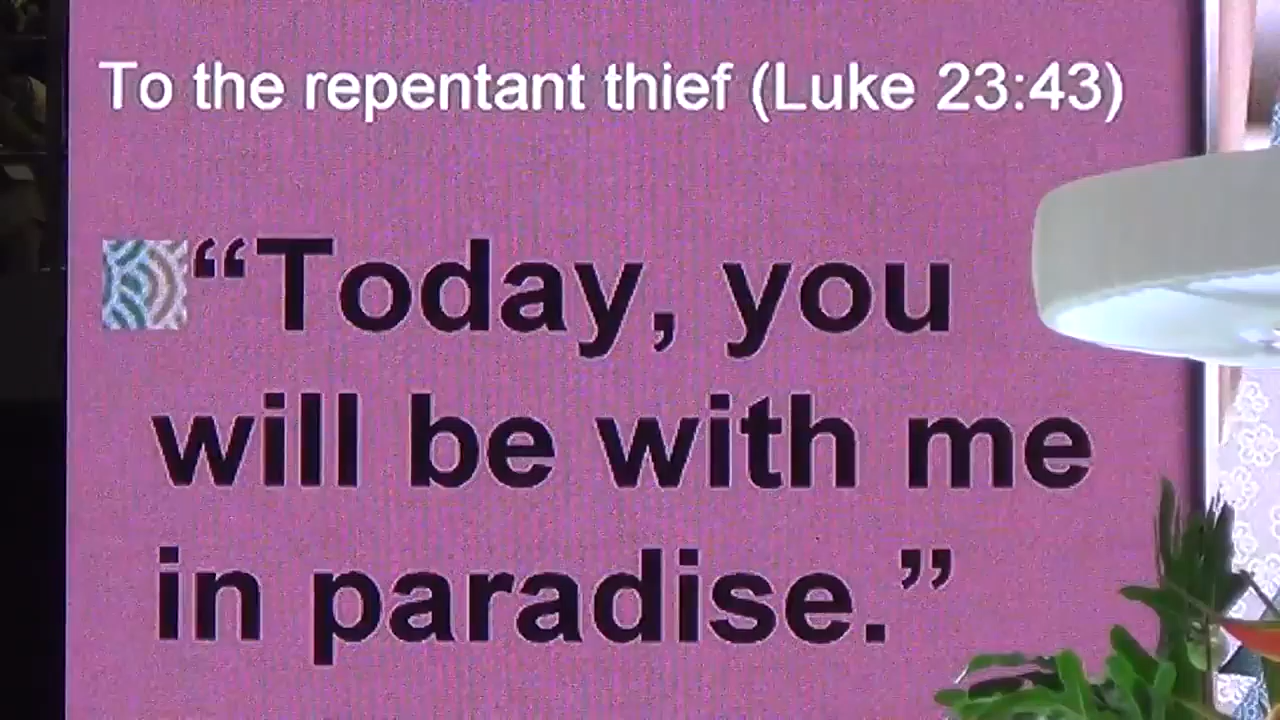 To the repentant thief (Luke 23:43)
“Today, you
will be with me
in paradise.”